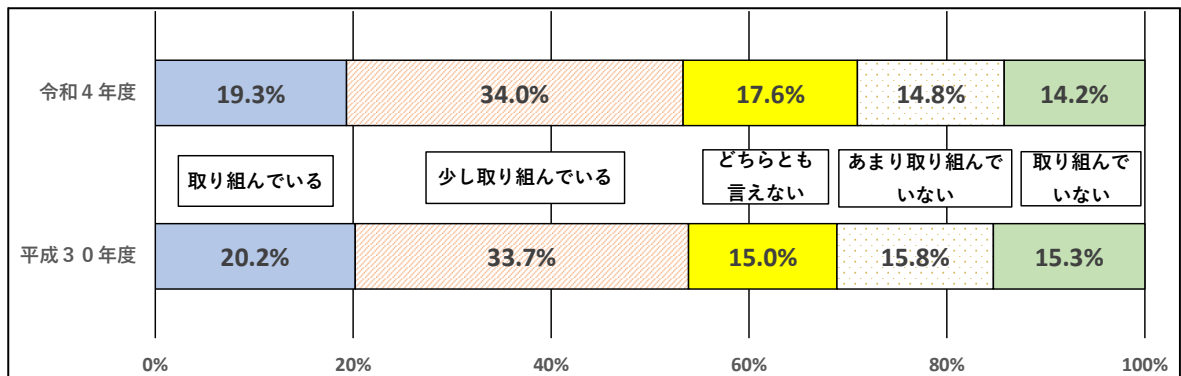 令和４年度
19.3%
34.0%
17.6%
14.8%
14.2%
取り組んでいる
少し取り組んでいる
どちらとも
言えない
あまり取り組んで
いない
取り組んで
いない
平成３０年度
20.2%
33.7%
15.0%
15.8%
15.3%
0%
20%
40%
60%
80%
100%